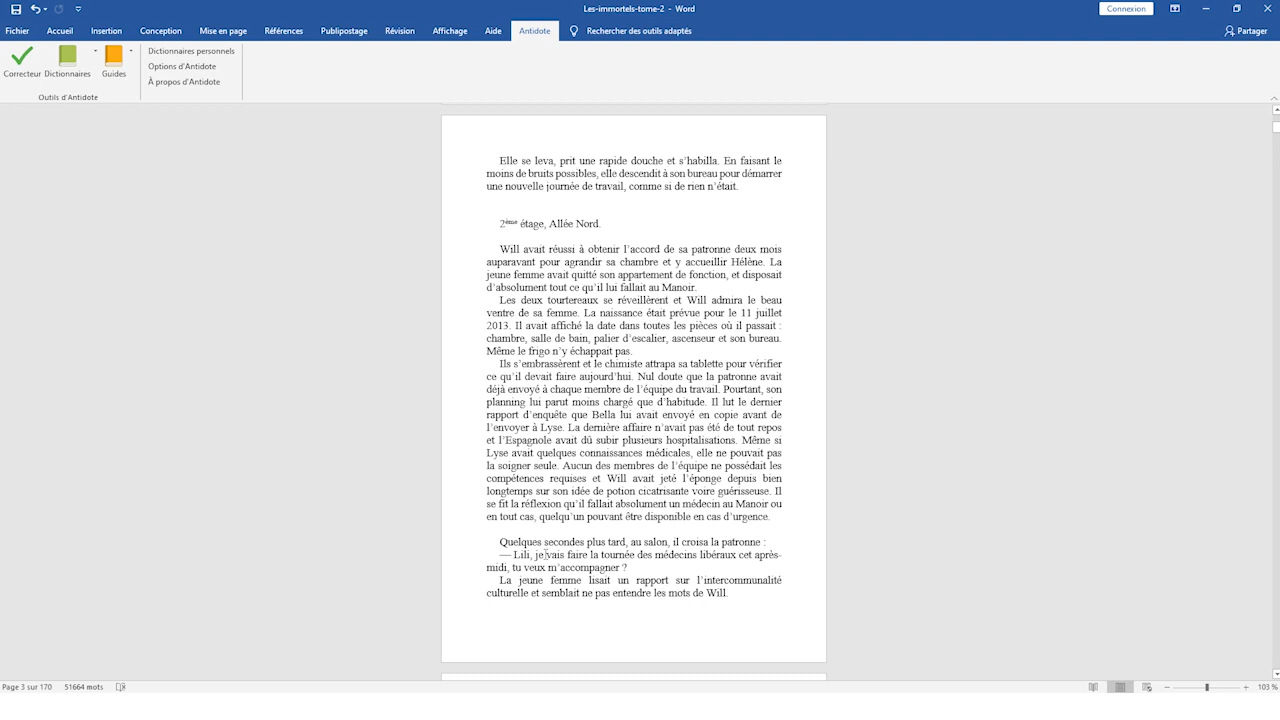 Les-immortels-tome-2 - Word
Connexion
Fichier Accueil Insertion Conception Mise en page Références Publipostage Révision Affichage Aide Antidote Rechercher des outils adaptés Partager
Correcteur Dictionnaires Guides
Dictionnaires personnels
Options d'Antidote
À propos d'Antidote
Outils d'Antidote
Elle se leva, prit une rapide douche et s'habilla. En faisant le
moins de bruits possibles, elle descendit à son bureau pour démarrer
une nouvelle journée de travail, comme si de rien n'était.
2ème étage, Allée Nord.
Will avait réussi à obtenir l'accord de sa patronne deux mois
auparavant pour agrandir sa chambre et y accueillir Hélène. La
jeune femme avait quitté son appartement de fonction, et disposait
d'absolument tout ce qu'il lui fallait au Manoir.
Les deux tourtereaux se réveillèrent et Will admira le beau
ventre de sa femme. La naissance était prévue pour le 11 juillet
2013. Il avait affiché la date dans toutes les pièces où il passait :
chambre, salle de bain, palier d'escalier, ascenseur et son bureau.
Même le frigo n'y échappait pas.
Ils s'embrassèrent et le chimiste attrapa sa tablette pour vérifier
ce qu'il devait faire aujourd'hui. Nul doute que la patronne avait
déjà envoyé à chaque membre de l'équipe du travail. Pourtant, son
planning lui parut moins chargé que d'habitude. Il lut le dernier
rapport d'enquête que Bella lui avait envoyé en copie avant de
l'envoyer à Lyse. La dernière affaire n'avait pas été de tout repos
et l'Espagnole avait dû subir plusieurs hospitalisations. Même si
Lyse avait quelques connaissances médicales, elle ne pouvait pas
la soigner seule. Aucun des membres de l'équipe ne possédait les
compétences requises et Will avait jeté l'éponge depuis bien
longtemps sur son idée de potion cicatrisante voire guérisseuse. Il
se fit la réflexion qu'il fallait absolument un médecin au Manoir ou
en tout cas, quelqu'un pouvant être disponible en cas d'urgence.
Quelques secondes plus tard, au salon, il croisa la patronne :
— Lili, je vais faire la tournée des médecins libéraux cet après-
midi, tu veux m'accompagner ?
La jeune femme lisait un rapport sur l'intercommunalité
culturelle et semblait ne pas entendre les mots de Will.
Page 3 sur 170 51664 mots 103 %